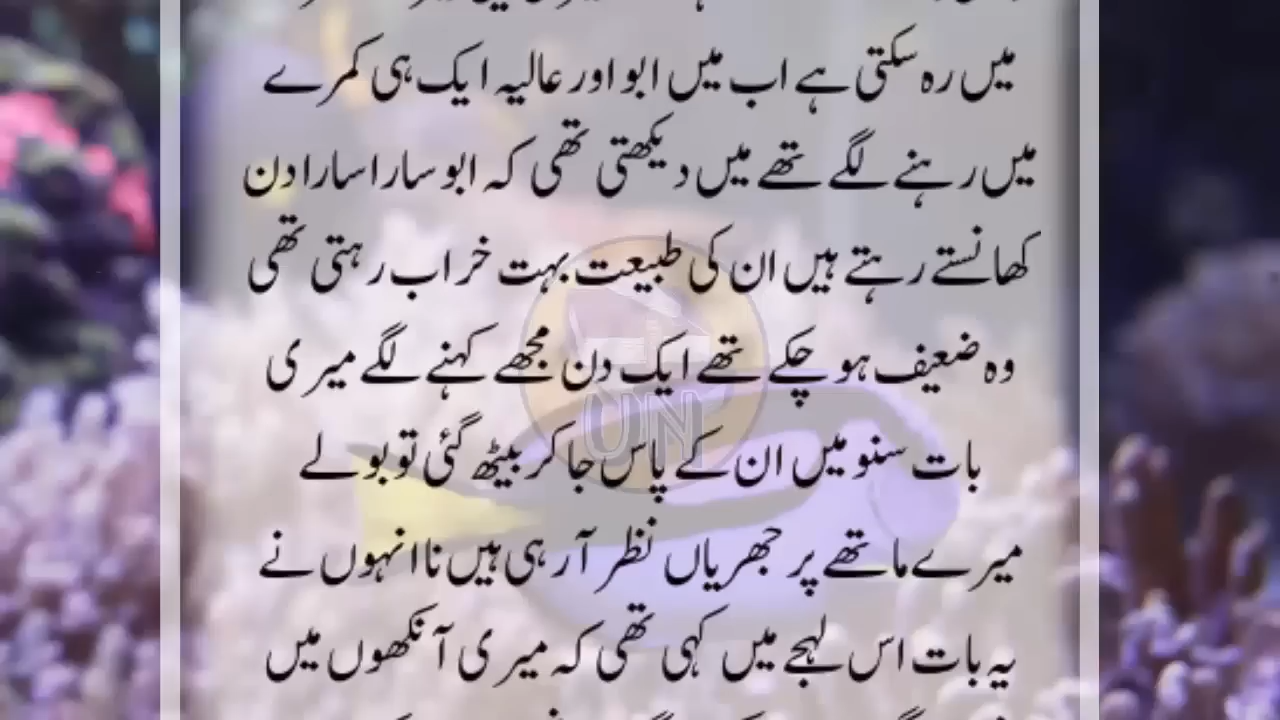 میں رہ سکتی ہے اب میں ابو اور عالیہ ایک ہی کمرے
میں رہنے لگے تھے میں دیکھتی تھی کہ ابو سارا سارا دن
کھانستے رہتے ہیں ان کی طبیعت بہت خراب رہتی تھی
وہ ضعیف ہو چکے تھے ایک دن مجھے کہنے لگے میری
بات سنو میں ان کے پاس جا کر بیٹھ گئی تو بولے
میرے ماتھے پر جھریاں نظر آ رہی ہیں نا انہوں نے
یہ بات اس لہجے میں کہی تھی کہ میری آنکھوں میں
UN